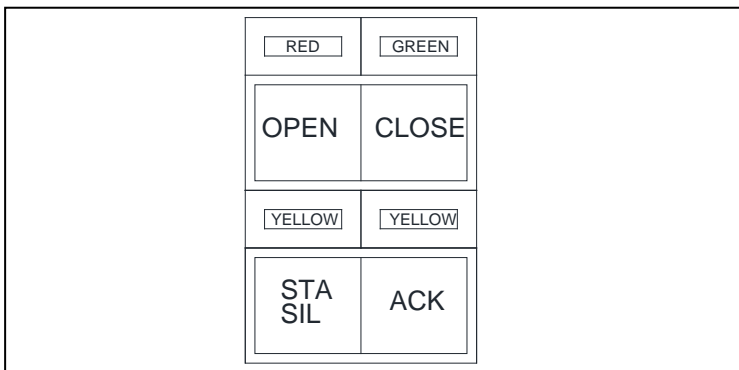 RED GREEN
OPEN CLOSE
YELLOW YELLOW
STA
SIL
ACK